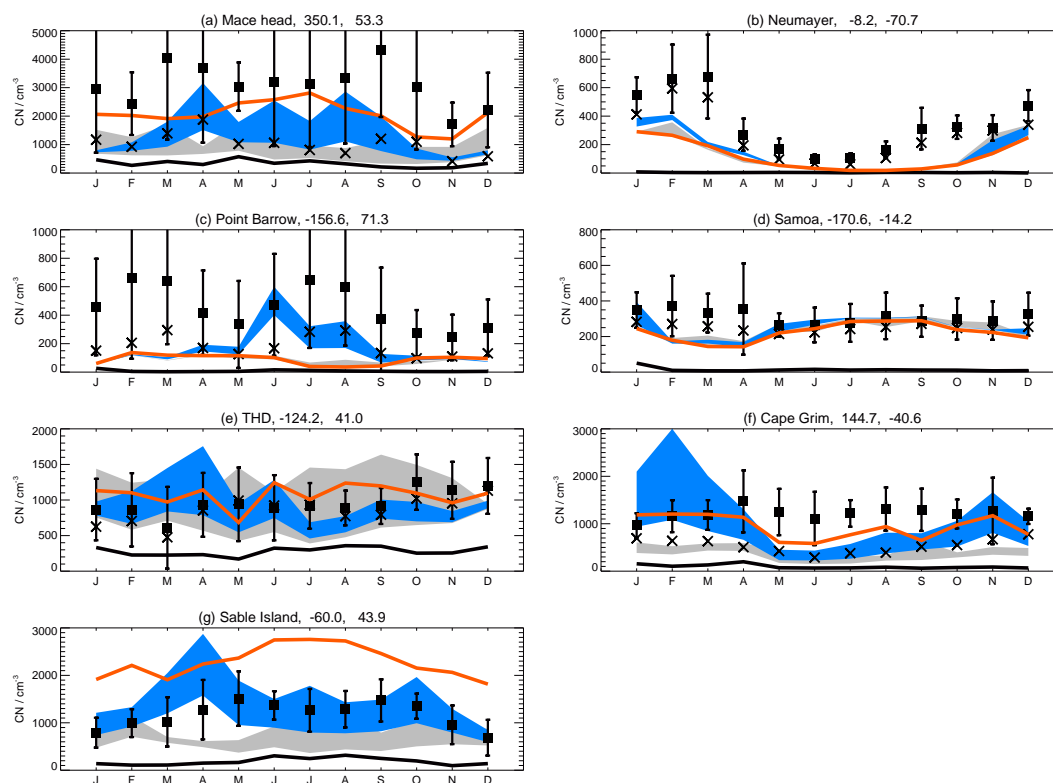 (a) Mace head, 350.1, 53.3
CN / cm-3
5000
4000
3000
2000
1000
0
J F M A M J J A S O N D
(b) Neumayer, -8.2, -70.7
CN / cm-3
1000
800
600
400
200
0
J F M A M J J A S O N D
(c) Point Barrow, -156.6, 71.3
CN / cm-3
1000
800
600
400
200
0
J F M A M J J A S O N D
(d) Samoa, -170.6, -14.2
CN / cm-3
800
600
400
200
0
J F M A M J J A S O N D
(e) THD, -124.2, 41.0
CN / cm-3
2000
1500
1000
500
0
J F M A M J J A S O N D
(f) Cape Grim, 144.7, -40.6
CN / cm-3
3000
2000
1000
0
J F M A M J J A S O N D
(g) Sable Island, -60.0, 43.9
CN / cm-3
3000
2000
1000
0
J F M A M J J A S O N D